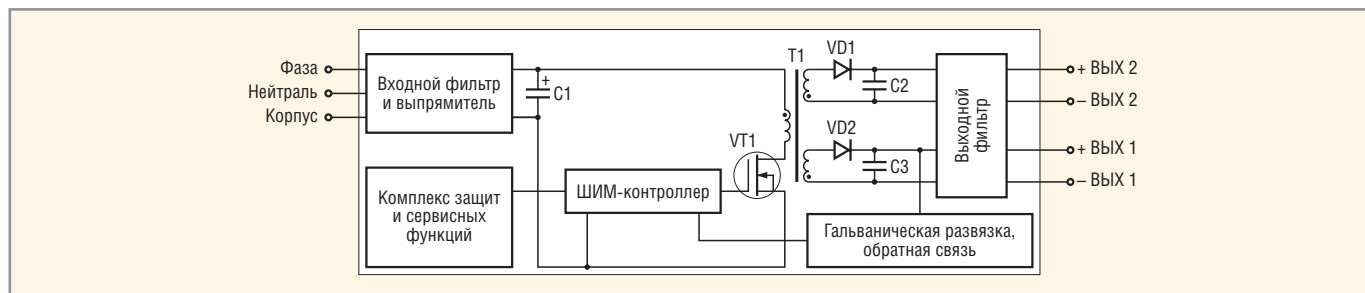 Фаза
Нейтраль
Корпус
Входной фильтр
и выпрямитель
+
C1
T1
VD1
C2
VD2
C3
VT1
Выходной
фильтр
+ ВЫХ 2
– ВЫХ 2
+ ВЫХ 1
– ВЫХ 1
Комплекс защит
и сервисных
функций
ШИМ-контроллер
Гальваническая развязка,
обратная связь